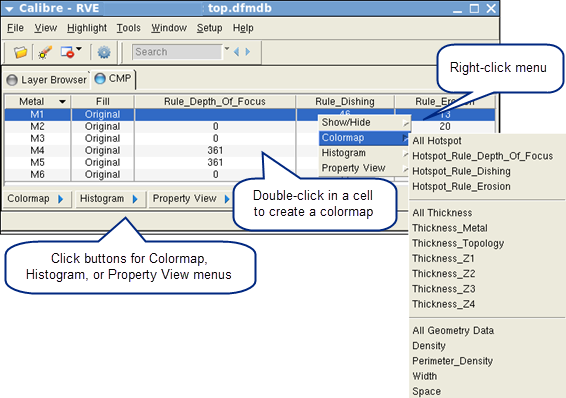 Calibre - RVE top.dfmdb
File View Highlight Tools Window Setup Help
Search
Layer Browser CMP
Right-click menu
Metal Fill Rule_Depth_Of_Focus Rule_Dishing Rule_Erosion
M1 Original 13
M2 Original 0 20
M3 Original 0
M4 Original 361
M5 Original 361
M6 Original 0
Show/Hide
Colormap
Histogram
Property View
All Hotspot
Hotspot_Rule_Depth_Of_Focus
Hotspot_Rule_Dishing
Hotspot_Rule_Erosion
All Thickness
Thickness_Metal
Thickness_Topology
Thickness_Z1
Thickness_Z2
Thickness_Z3
Thickness_Z4
All Geometry Data
Density
Perimeter_Density
Width
Space
Double-click in a cell
to create a colormap
Colormap Histogram Property View
Click buttons for Colormap,
Histogram, or Property View menus